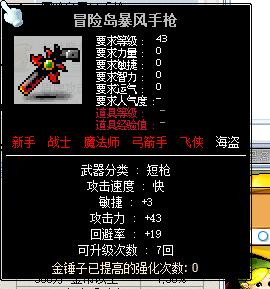 冒险岛暴风手枪
要求等级： 43
要求力量： 0
要求敏捷： 0
要求智力： 0
要求运气： 0
要求人气度： -
道具等级： -
道具经验值： -
新手 战士 魔法师 弓箭手 飞侠 海盗
武器分类 : 短枪
攻击速度 : 快
敏捷 : +3
攻击力 : +43
回避率 : +19
可升级次数 : 7回
金锤子已提高的强化次数: 0